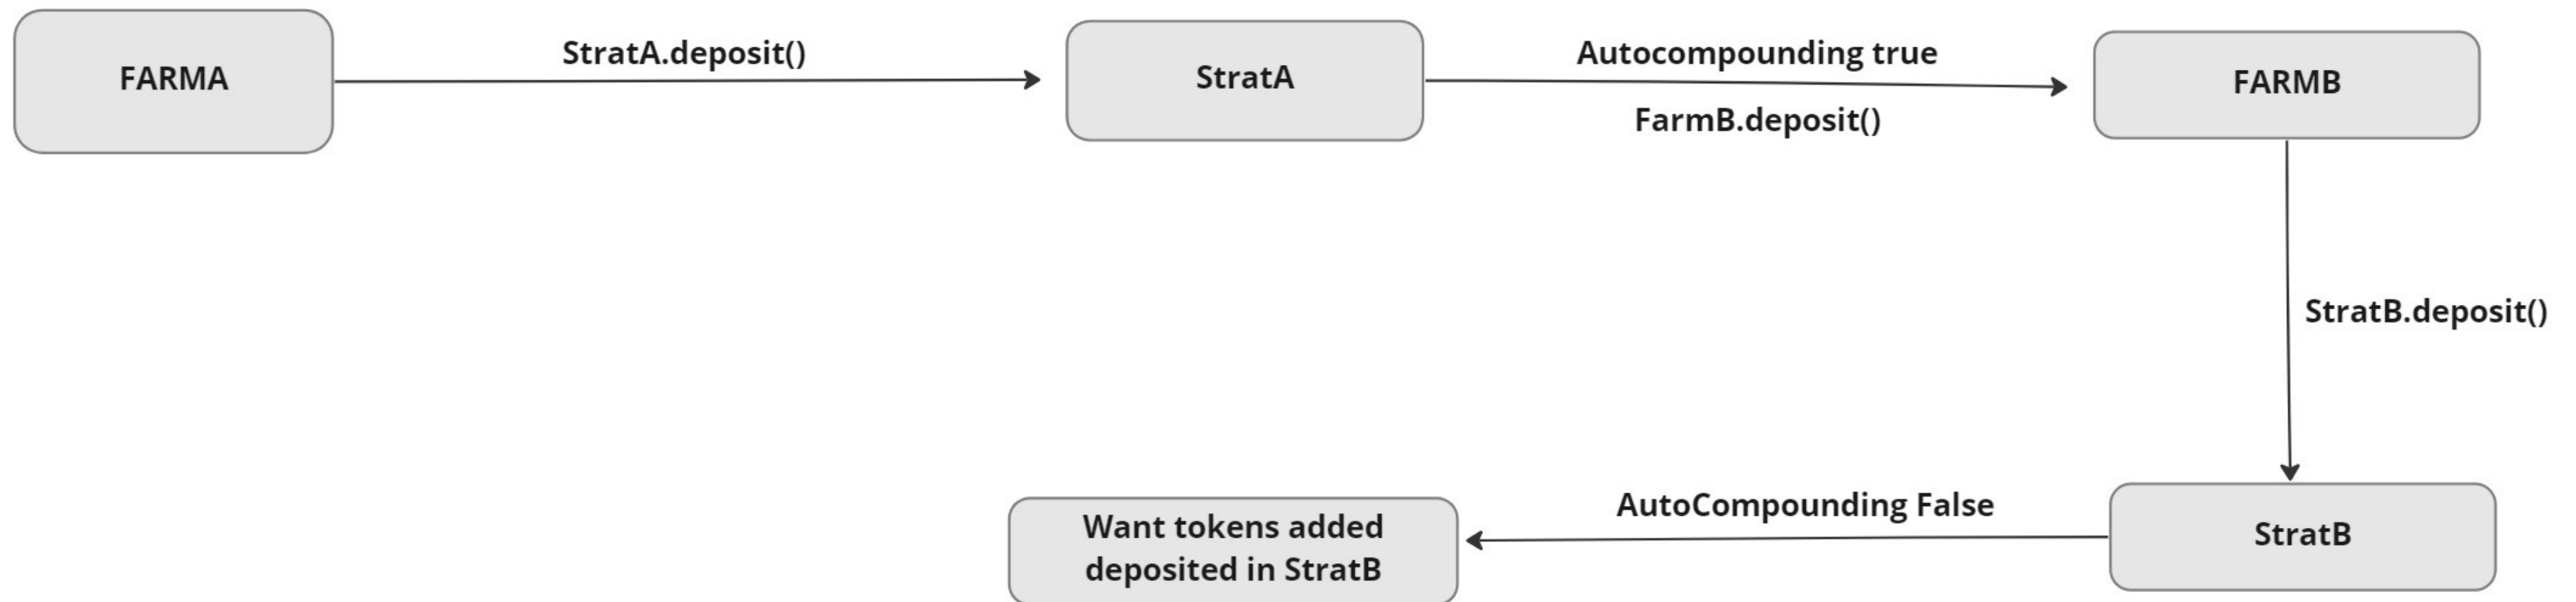 FARMA
StratA.deposit()
StratA
Autocompounding true
FarmB.deposit()
FARMB
StratB.deposit()
StratB
AutoCompounding False
Want tokens added
deposited in StratB